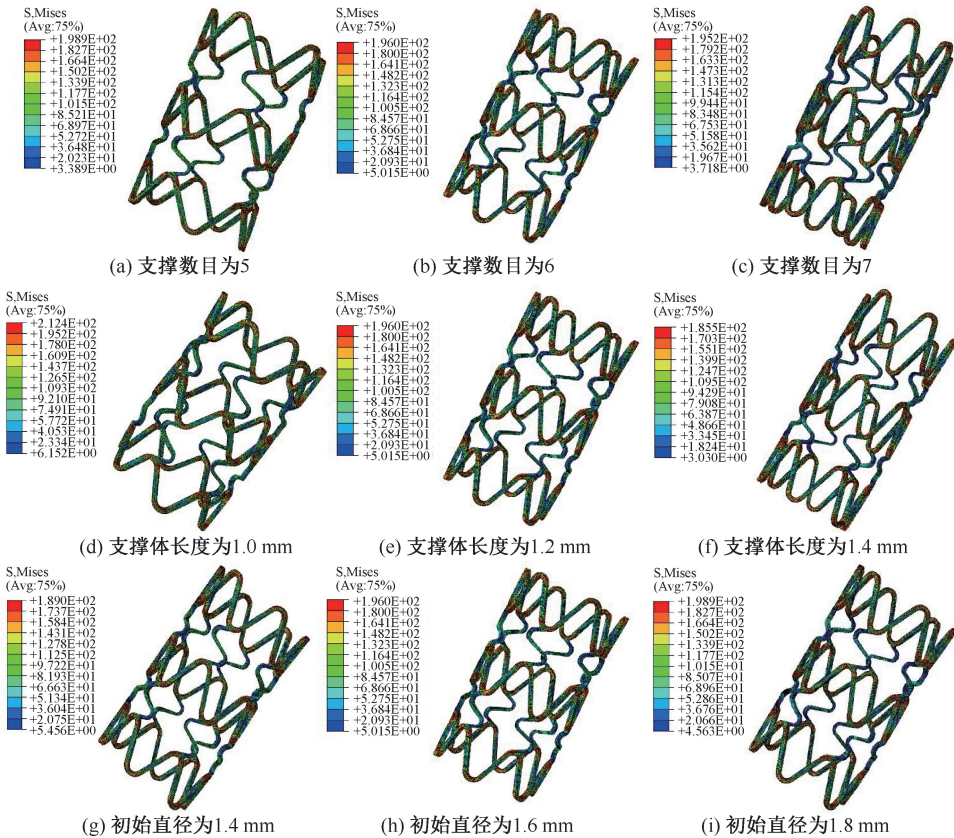 S,Mises
(Avg:75%)
+1.989E+02
+1.827E+02
+1.664E+02
+1.502E+02
+1.339E+02
+1.177E+02
+1.015E+02
+8.521E+01
+6.897E+01
+5.272E+01
+3.648E+01
+2.023E+01
+3.389E+00
(a) 支撑数目为5
S,Mises
(Avg:75%)
+1.960E+02
+1.800E+02
+1.641E+02
+1.482E+02
+1.323E+02
+1.164E+02
+1.005E+02
+8.457E+01
+6.866E+01
+5.275E+01
+3.684E+01
+2.093E+01
+5.015E+00
(b) 支撑数目为6
S,Mises
(Avg:75%)
+1.952E+02
+1.792E+02
+1.633E+02
+1.473E+02
+1.313E+02
+1.154E+02
+9.944E+01
+8.348E+01
+6.753E+01
+5.158E+01
+3.562E+01
+1.967E+01
+3.718E+00
(c) 支撑数目为7
S,Mises
(Avg:75%)
+2.124E+02
+1.952E+02
+1.780E+02
+1.609E+02
+1.437E+02
+1.265E+02
+1.093E+02
+9.210E+01
+7.491E+01
+5.772E+01
+4.053E+01
+2.334E+01
+6.152E+00
(d) 支撑体长度为1.0 mm
S,Mises
(Avg:75%)
+1.960E+02
+1.800E+02
+1.641E+02
+1.482E+02
+1.323E+02
+1.164E+02
+1.005E+02
+8.457E+01
+6.866E+01
+5.275E+01
+3.684E+01
+2.093E+01
+5.015E+00
(e) 支撑体长度为1.2 mm
S,Mises
(Avg:75%)
+1.855E+02
+1.703E+02
+1.551E+02
+1.399E+02
+1.247E+02
+1.095E+02
+9.429E+01
+7.908E+01
+6.387E+01
+4.866E+01
+3.345E+01
+1.824E+01
+3.030E+00
(f) 支撑体长度为1.4 mm
S,Mises
(Avg:75%)
+1.890E+02
+1.737E+02
+1.584E+02
+1.431E+02
+1.278E+02
+1.125E+02
+9.722E+01
+8.193E+01
+6.663E+01
+5.134E+01
+3.604E+01
+2.075E+01
+5.456E+00
(g) 初始直径为1.4 mm
S,Mises
(Avg:75%)
+1.960E+02
+1.800E+02
+1.641E+02
+1.482E+02
+1.323E+02
+1.164E+02
+1.005E+02
+8.457E+01
+6.866E+01
+5.275E+01
+3.684E+01
+2.093E+01
+5.015E+00
(h) 初始直径为1.6 mm
S,Mises
(Avg:75%)
+1.989E+02
+1.827E+02
+1.664E+02
+1.502E+02
+1.339E+02
+1.177E+02
+1.015E+02
+8.507E+01
+6.896E+01
+5.286E+01
+3.676E+01
+2.066E+01
+4.563E+00
(i) 初始直径为1.8 mm